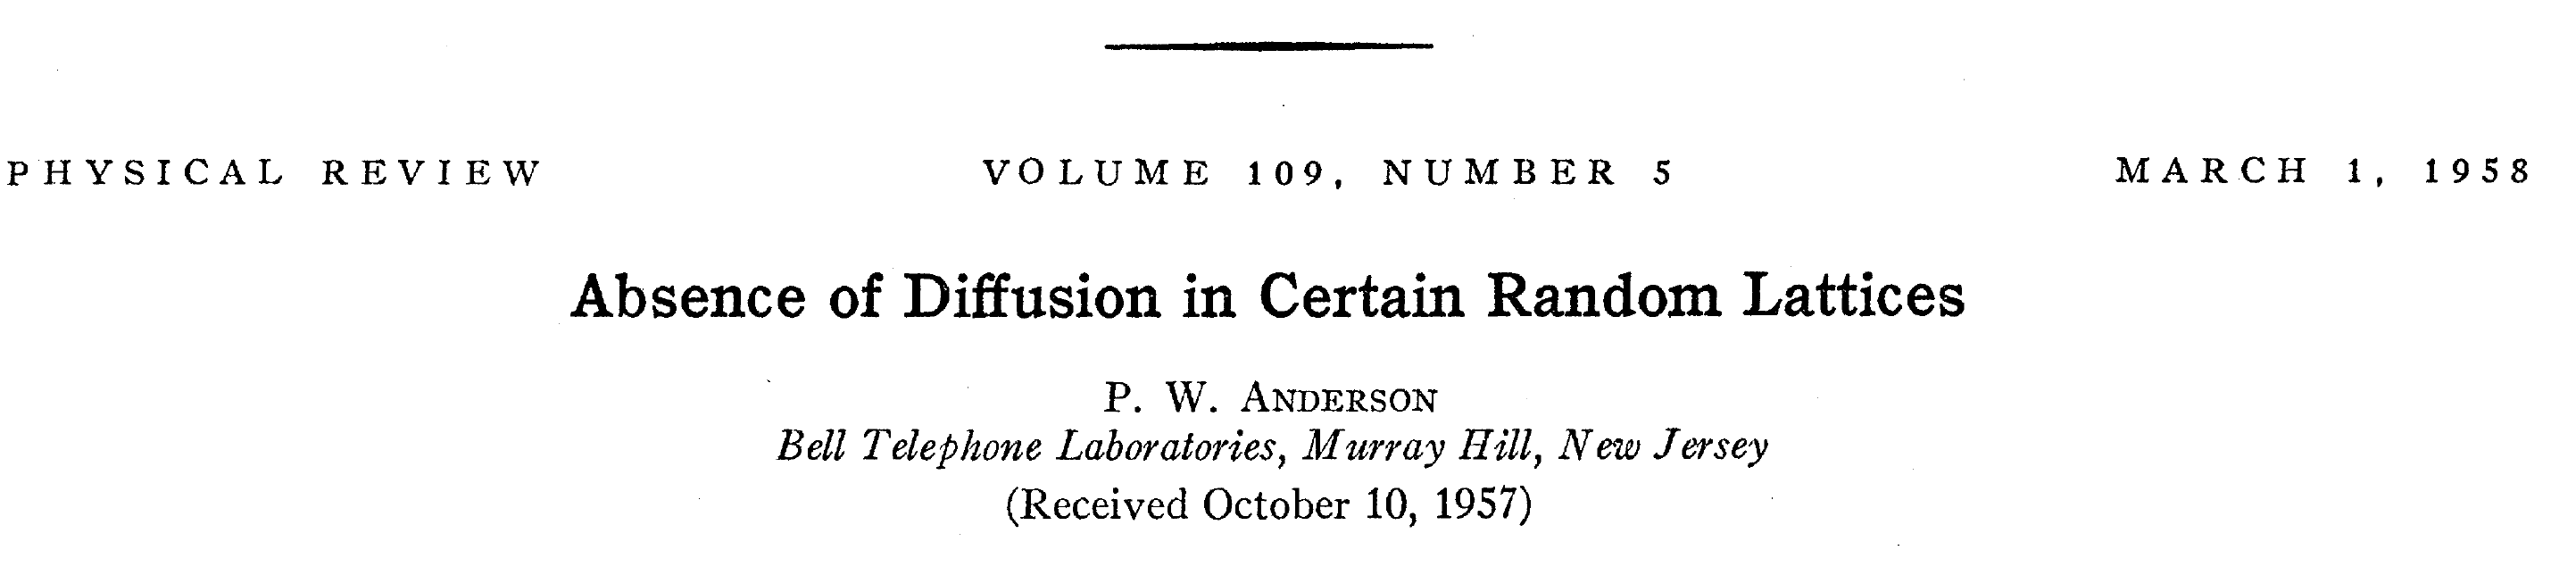 PHYSICAL REVIEW VOLUME 109, NUMBER 5 MARCH 1, 1958
Absence of Diffusion in Certain Random Lattices
P. W. ANDERSON
Bell Telephone Laboratories, Murray Hill, New Jersey
(Received October 10, 1957)